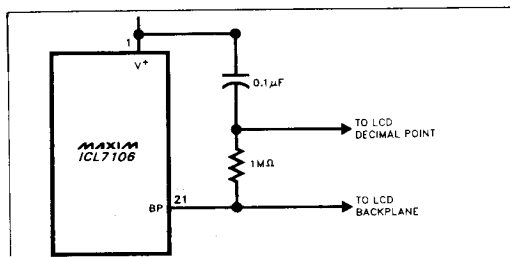 1
V+
0.1µF
TO LCD
DECIMAL POINT
MAXIM
ICL7106
1MΩ
21
BP
TO LCD
BACKPLANE